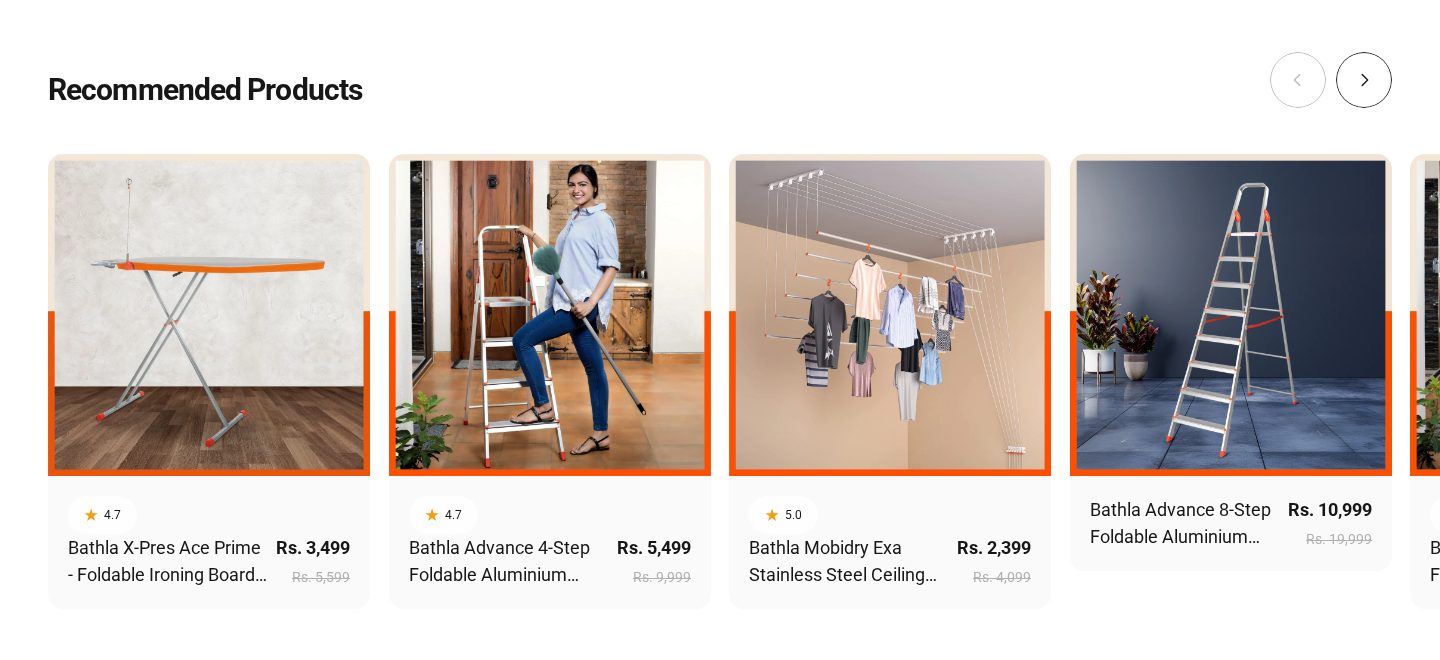 Recommended Products
4.7
Bathla X-Pres Ace Prime
- Foldable Ironing Board…
Rs. 3,499
Rs. 5,599
4.7
Bathla Advance 4-Step
Foldable Aluminium…
Rs. 5,499
Rs. 9,999
5.0
Bathla Mobidry Exa
Stainless Steel Ceiling…
Rs. 2,399
Rs. 4,099
Bathla Advance 8-Step
Foldable Aluminium…
Rs. 10,999
Rs. 19,999